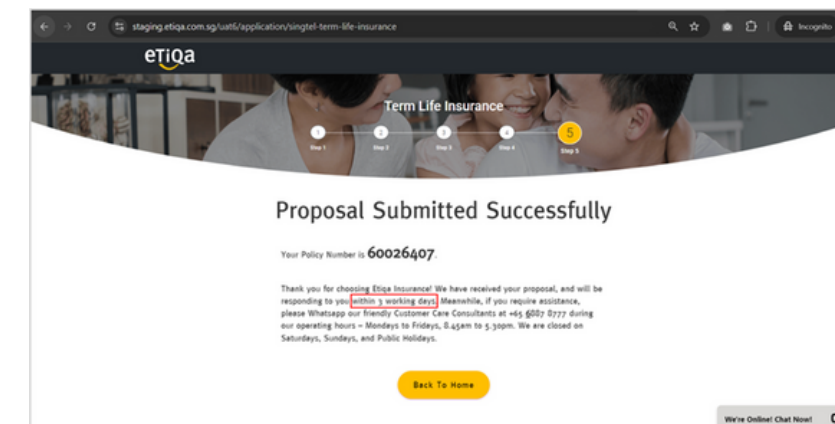 staging.etiqa.com.sg/uat6/application/singtel-term-life-insurance
Incognito
eTiQa
Term Life Insurance
1 2 3 4 5
Step 1 Step 2 Step 3 Step 4 Step 5
Proposal Submitted Successfully
Your Policy Number is 60026407.
Thank you for choosing Etiqa Insurance! We have received your proposal, and will be
responding to you within 3 working days. Meanwhile, if you require assistance,
please Whatsapp our friendly Customer Care Consultants at +65 6887 8777 during
our operating hours – Mondays to Fridays, 8.45am to 5.30pm. We are closed on
Saturdays, Sundays, and Public Holidays.
Back To Home
We're Online! Chat Now!